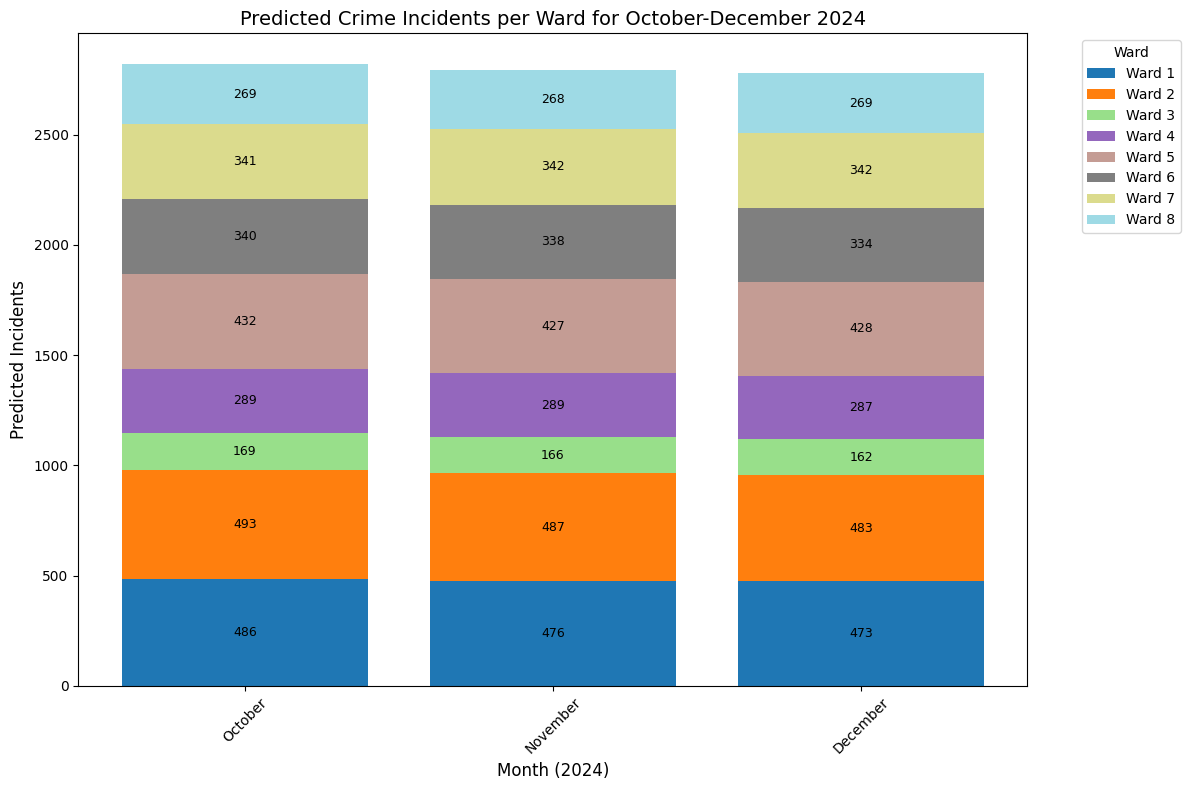 Predicted Crime Incidents per Ward for October-December 2024
Predicted Incidents
2500
2000
1500
1000
500
0
269
341
340
432
289
169
493
486
268
342
338
427
289
166
487
476
269
342
334
428
287
162
483
473
October
November
December
Month (2024)
Ward
Ward 1
Ward 2
Ward 3
Ward 4
Ward 5
Ward 6
Ward 7
Ward 8